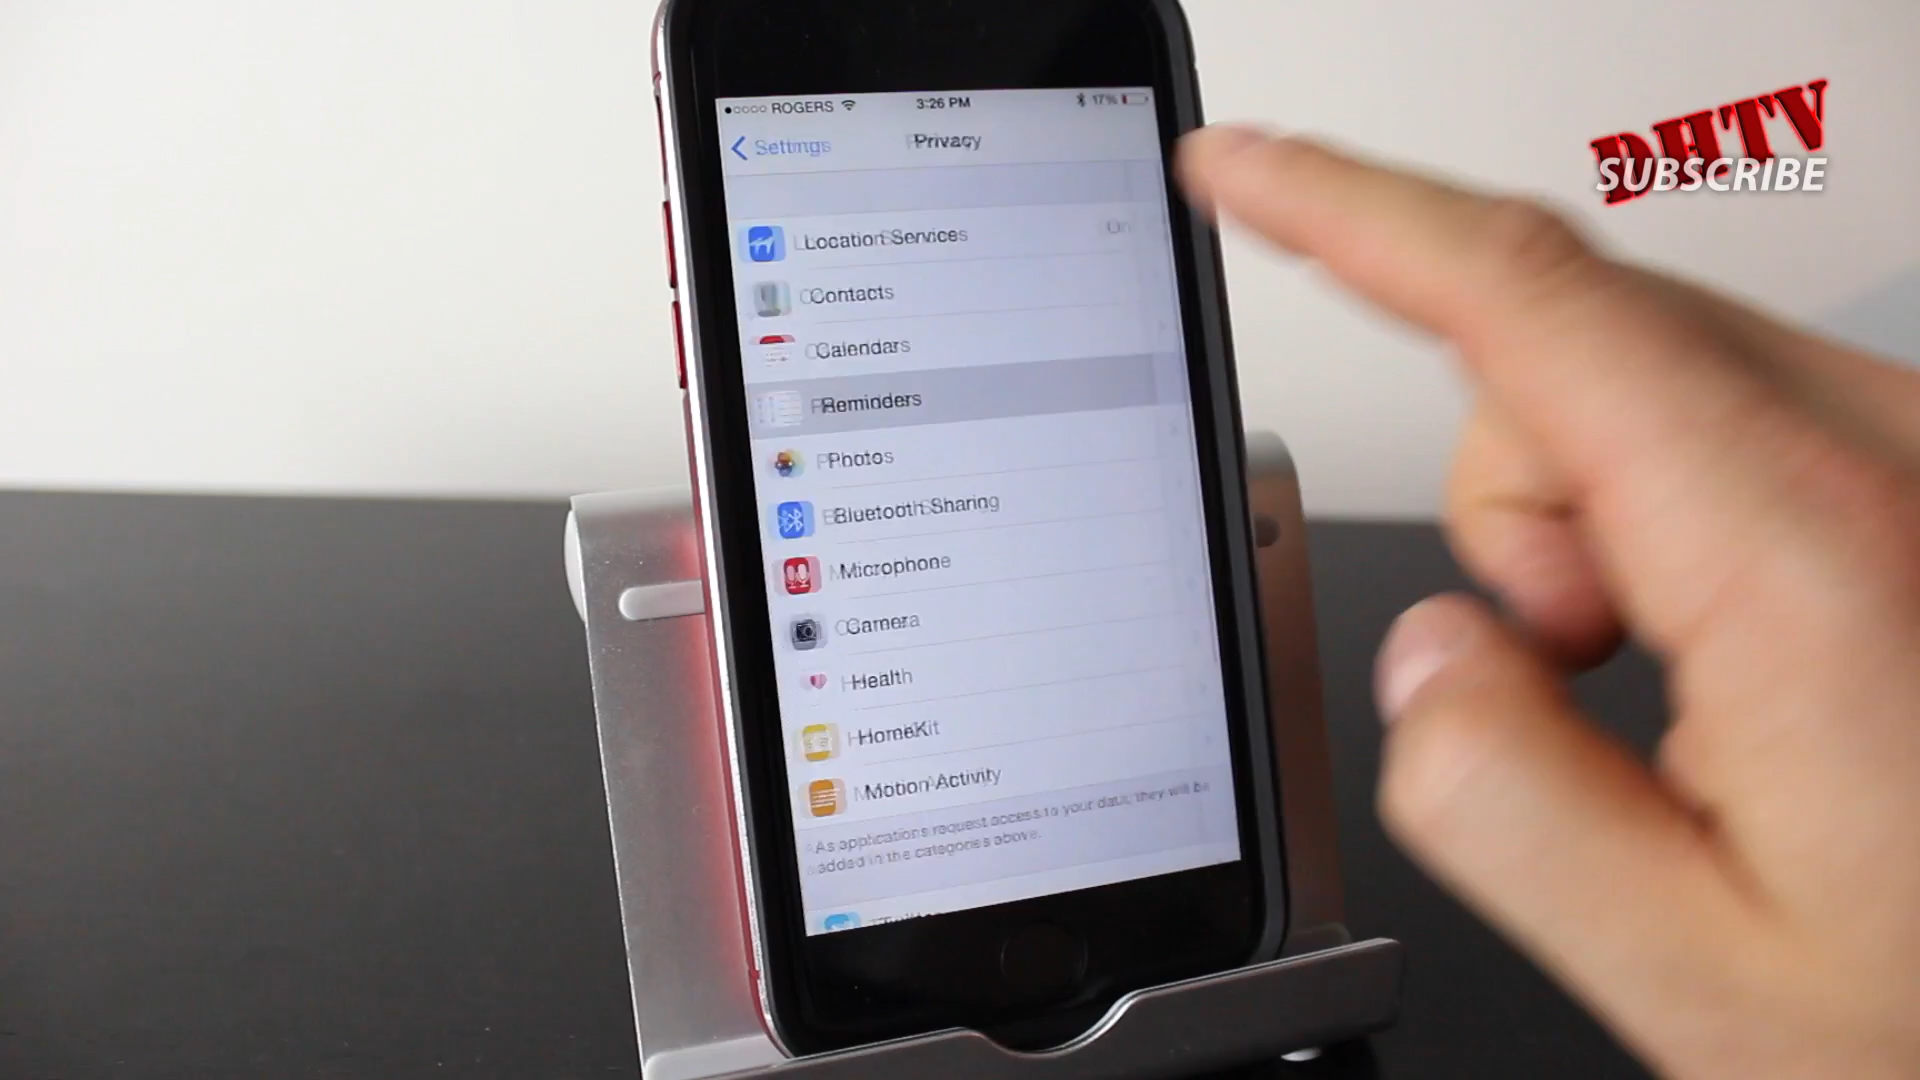 ROGERS 3:26 PM 17%
Settings Privacy
Location Services On
Contacts
Calendars
Reminders
Photos
Bluetooth Sharing
Microphone
Camera
Health
HomeKit
Motion Activity
As applications request access to your data, they will be
added in the categories above.
Twitter
DHTV
SUBSCRIBE